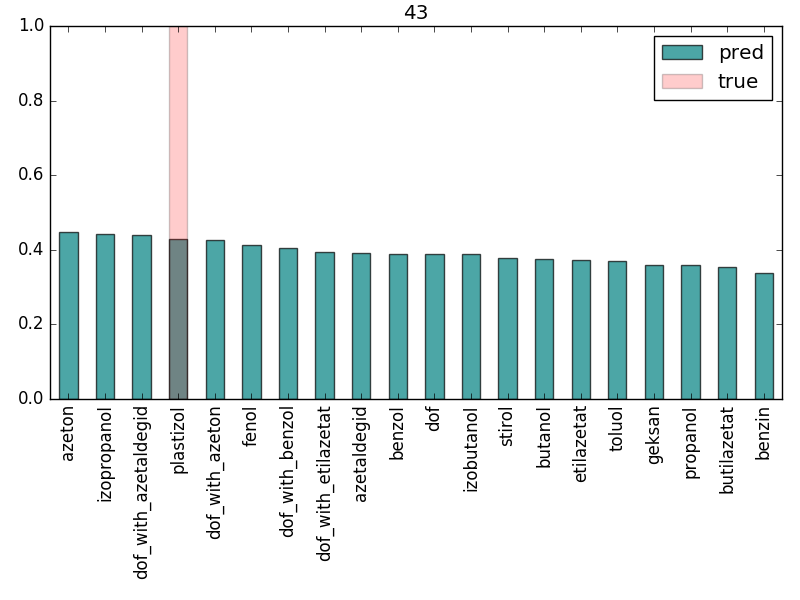 43
1.0
0.8
0.6
0.4
0.2
0.0
pred
true
azeton
izopropanol
dof_with_azetaldegid
plastizol
dof_with_azeton
fenol
dof_with_benzol
dof_with_etilazetat
azetaldegid
benzol
dof
izobutanol
stirol
butanol
etilazetat
toluol
geksan
propanol
butilazetat
benzin